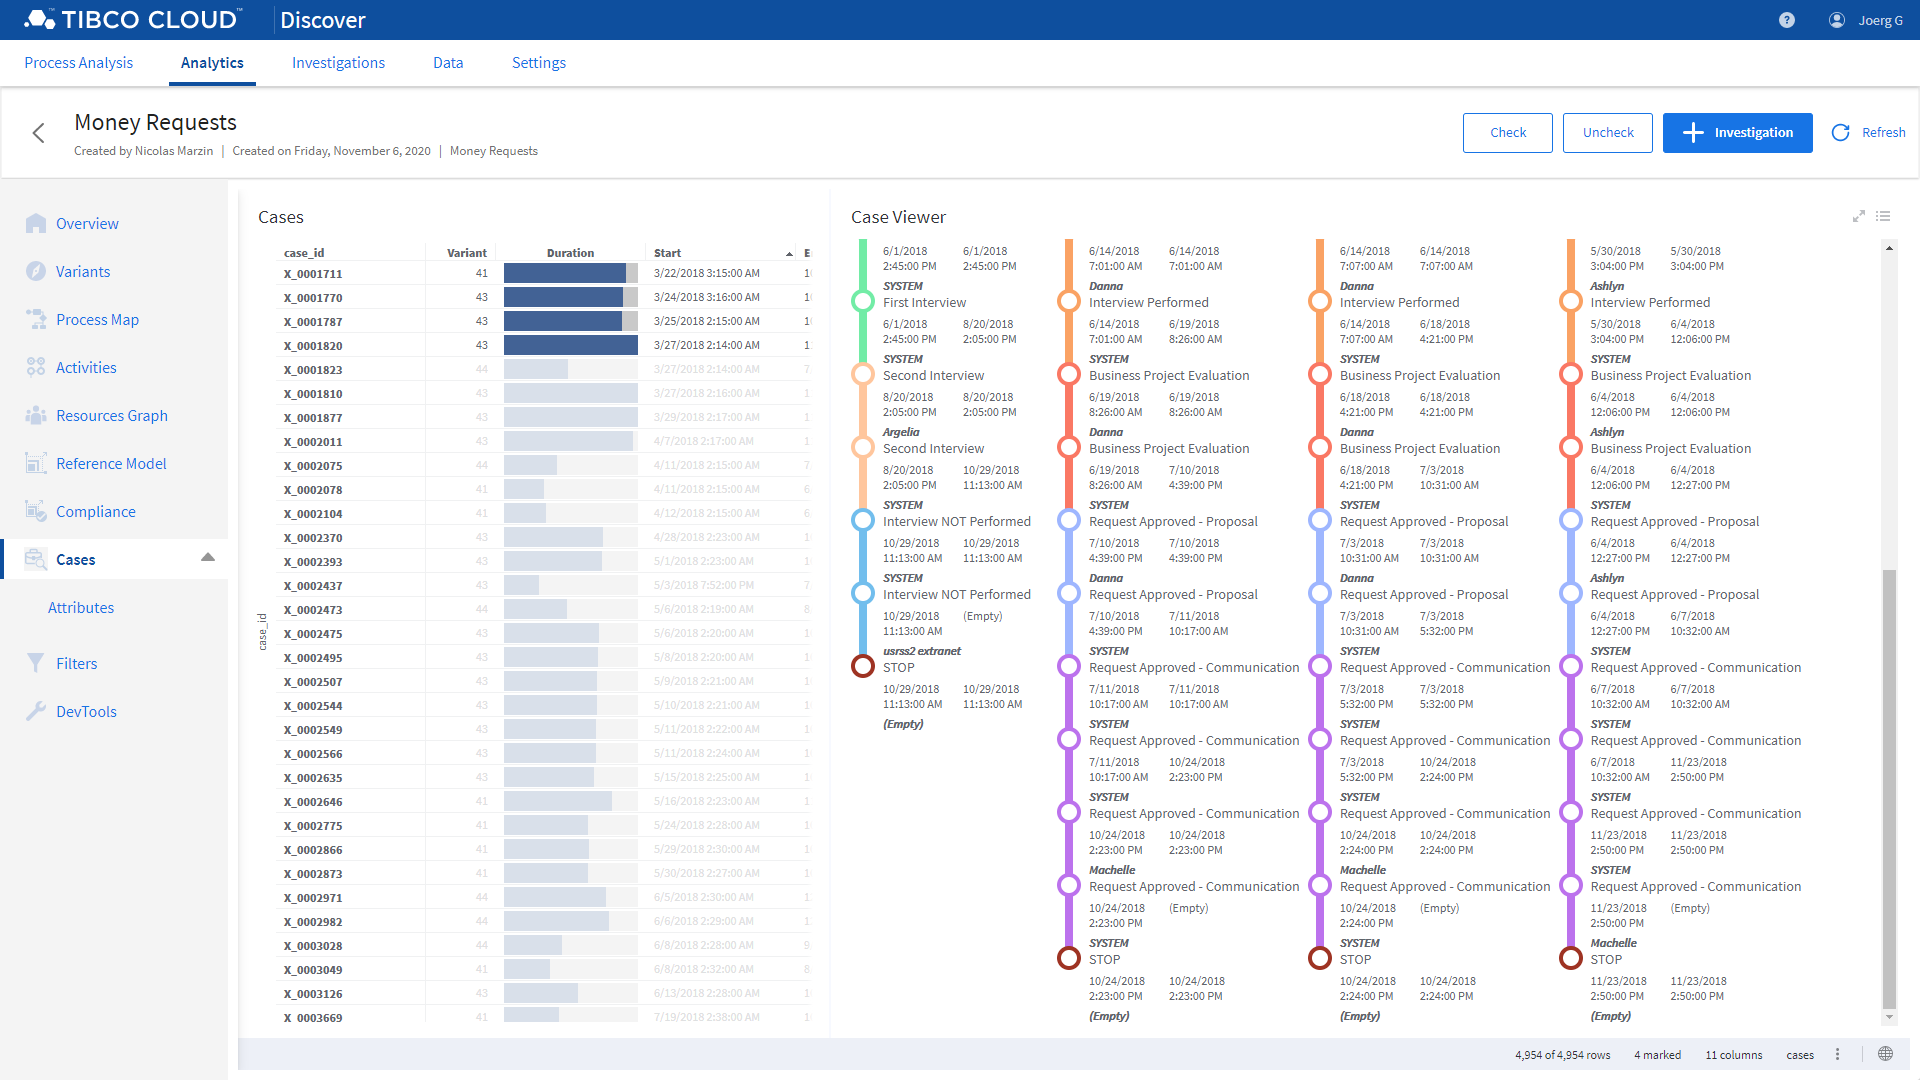 TIBCO CLOUD™ Discover
? Joerg G
Process Analysis Analytics Investigations Data Settings
Money Requests
Created by Nicolas Marzin | Created on Friday, November 6, 2020 | Money Requests
Check Uncheck + Investigation Refresh
Overview
Variants
Process Map
Activities
Resources Graph
Reference Model
Compliance
Cases
Attributes
Filters
DevTools
Cases
case_id Variant Duration Start
case_id
X_0001711 41 3/22/2018 3:15:00 AM
X_0001770 43 3/24/2018 3:16:00 AM
X_0001787 43 3/25/2018 2:15:00 AM
X_0001820 43 3/27/2018 2:14:00 AM
X_0001823 44 3/27/2018 2:14:00 AM
X_0001810 43 3/27/2018 2:16:00 AM
X_0001877 43 3/29/2018 2:17:00 AM
X_0002011 43 4/7/2018 2:17:00 AM
X_0002075 44 4/11/2018 2:15:00 AM
X_0002078 41 4/11/2018 2:15:00 AM
X_0002104 41 4/12/2018 2:15:00 AM
X_0002370 43 4/28/2018 2:23:00 AM
X_0002393 43 5/1/2018 2:23:00 AM
X_0002437 43 5/3/2018 7:52:00 PM
X_0002473 44 5/6/2018 2:19:00 AM
X_0002475 43 5/6/2018 2:20:00 AM
X_0002495 43 5/8/2018 2:20:00 AM
X_0002507 43 5/9/2018 2:21:00 AM
X_0002544 43 5/10/2018 2:21:00 AM
X_0002549 43 5/11/2018 2:22:00 AM
X_0002566 43 5/11/2018 2:24:00 AM
X_0002635 43 5/15/2018 2:25:00 AM
X_0002646 41 5/16/2018 2:23:00 AM
X_0002775 41 5/24/2018 2:28:00 AM
X_0002866 41 5/29/2018 2:30:00 AM
X_0002873 41 5/30/2018 2:27:00 AM
X_0002971 44 6/5/2018 2:30:00 AM
X_0002982 44 6/6/2018 2:29:00 AM
X_0003028 44 6/8/2018 2:28:00 AM
X_0003049 41 6/8/2018 2:32:00 AM
X_0003126 43 6/13/2018 2:28:00 AM
X_0003669 41 7/19/2018 2:38:00 AM
Case Viewer
6/1/2018 6/1/2018
2:45:00 PM 2:45:00 PM
SYSTEM
First Interview
6/1/2018 8/20/2018
2:45:00 PM 2:05:00 PM
SYSTEM
Second Interview
8/20/2018 8/20/2018
2:05:00 PM 2:05:00 PM
Argelia
Second Interview
8/20/2018 10/29/2018
2:05:00 PM 11:13:00 AM
SYSTEM
Interview NOT Performed
10/29/2018 10/29/2018
11:13:00 AM 11:13:00 AM
SYSTEM
Interview NOT Performed
10/29/2018 (Empty)
11:13:00 AM
usrss2 extranet
STOP
10/29/2018 10/29/2018
11:13:00 AM 11:13:00 AM
(Empty)
6/14/2018 6/14/2018
7:01:00 AM 7:01:00 AM
Danna
Interview Performed
6/14/2018 6/19/2018
7:01:00 AM 8:26:00 AM
SYSTEM
Business Project Evaluation
6/19/2018 6/19/2018
8:26:00 AM 8:26:00 AM
Danna
Business Project Evaluation
6/19/2018 7/10/2018
8:26:00 AM 4:39:00 PM
SYSTEM
Request Approved - Proposal
7/10/2018 7/10/2018
4:39:00 PM 4:39:00 PM
Danna
Request Approved - Proposal
7/10/2018 7/11/2018
4:39:00 PM 10:17:00 AM
SYSTEM
Request Approved - Communication
7/11/2018 7/11/2018
10:17:00 AM 10:17:00 AM
SYSTEM
Request Approved - Communication
7/11/2018 10/24/2018
10:17:00 AM 2:23:00 PM
SYSTEM
Request Approved - Communication
10/24/2018 10/24/2018
2:23:00 PM 2:23:00 PM
Machelle
Request Approved - Communication
10/24/2018 (Empty)
2:23:00 PM
SYSTEM
STOP
10/24/2018 10/24/2018
2:23:00 PM 2:23:00 PM
(Empty)
6/14/2018 6/14/2018
7:07:00 AM 7:07:00 AM
Danna
Interview Performed
6/14/2018 6/18/2018
7:07:00 AM 4:21:00 PM
SYSTEM
Business Project Evaluation
6/18/2018 6/18/2018
4:21:00 PM 4:21:00 PM
Danna
Business Project Evaluation
6/18/2018 7/3/2018
4:21:00 PM 10:31:00 AM
SYSTEM
Request Approved - Proposal
7/3/2018 7/3/2018
10:31:00 AM 10:31:00 AM
Danna
Request Approved - Proposal
7/3/2018 7/3/2018
10:31:00 AM 5:32:00 PM
SYSTEM
Request Approved - Communication
7/3/2018 7/3/2018
5:32:00 PM 5:32:00 PM
SYSTEM
Request Approved - Communication
7/3/2018 10/24/2018
5:32:00 PM 2:24:00 PM
SYSTEM
Request Approved - Communication
10/24/2018 10/24/2018
2:24:00 PM 2:24:00 PM
Machelle
Request Approved - Communication
10/24/2018 (Empty)
2:24:00 PM
SYSTEM
STOP
10/24/2018 10/24/2018
2:24:00 PM 2:24:00 PM
(Empty)
5/30/2018 5/30/2018
3:04:00 PM 3:04:00 PM
Ashlyn
Interview Performed
5/30/2018 6/4/2018
3:04:00 PM 12:06:00 PM
SYSTEM
Business Project Evaluation
6/4/2018 6/4/2018
12:06:00 PM 12:06:00 PM
Ashlyn
Business Project Evaluation
6/4/2018 6/4/2018
12:06:00 PM 12:27:00 PM
SYSTEM
Request Approved - Proposal
6/4/2018 6/4/2018
12:27:00 PM 12:27:00 PM
Ashlyn
Request Approved - Proposal
6/4/2018 6/7/2018
12:27:00 PM 10:32:00 AM
SYSTEM
Request Approved - Communication
6/7/2018 6/7/2018
10:32:00 AM 10:32:00 AM
SYSTEM
Request Approved - Communication
6/7/2018 11/23/2018
10:32:00 AM 2:50:00 PM
SYSTEM
Request Approved - Communication
11/23/2018 11/23/2018
2:50:00 PM 2:50:00 PM
SYSTEM
Request Approved - Communication
11/23/2018 (Empty)
2:50:00 PM
Machelle
STOP
11/23/2018 11/23/2018
2:50:00 PM 2:50:00 PM
(Empty)
4,954 of 4,954 rows 4 marked 11 columns cases